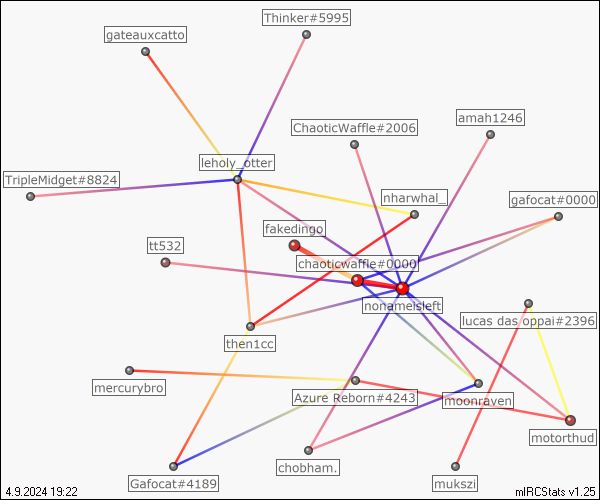 Thinker#5995
gateauxcatto
amah1246
ChaoticWaffle#2006
leholy_otter
TripleMidget#8824
nharwhal_
gafocat#0000
fakedingo
tt532
chaoticwaffle#0000
nonameisleft
lucas das oppai#2396
then1cc
mercurybro
Azure Reborn#4243
moonraven
motorthud
chobham.
mukszi
Gafocat#4189
4.9.2024 19:22
mIRCStats v1.25